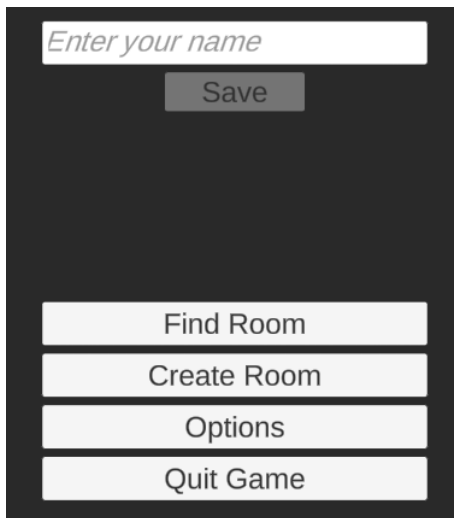 Enter your name
Save
Find Room
Create Room
Options
Quit Game